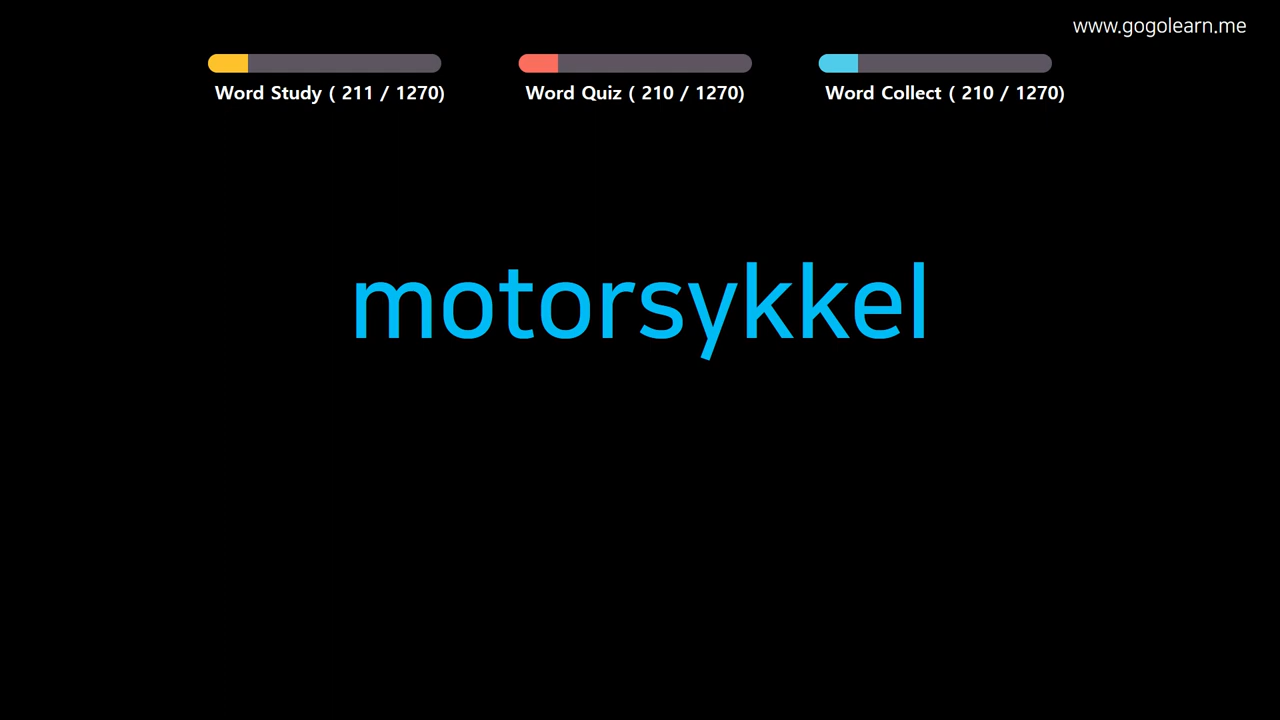 www.gogolearn.me
Word Study ( 211 / 1270)
Word Quiz ( 210 / 1270)
Word Collect ( 210 / 1270)
motorsykkel